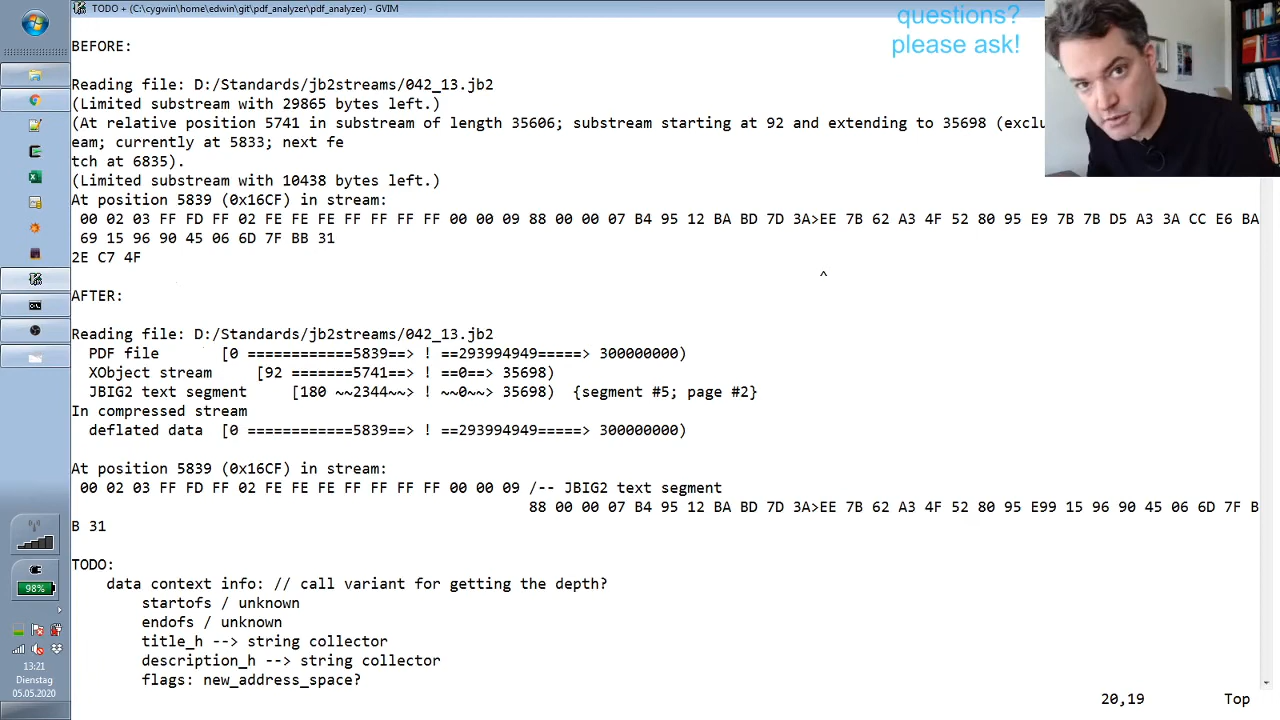 TODO + (C:\cygwin\home\edwin\git\pdf_analyzer\pdf_analyzer) - GVIM
questions?
please ask!
BEFORE:
Reading file: D:/Standards/jb2streams/042_13.jb2
(Limited substream with 29865 bytes left.)
(At relative position 5741 in substream of length 35606; substream starting at 92 and extending to 35698 (exclu
eam; currently at 5833; next fe
tch at 6835).
(Limited substream with 10438 bytes left.)
At position 5839 (0x16CF) in stream:
00 02 03 FF FD FF 02 FE FE FE FF FF FF FF 00 00 09 88 00 00 07 B4 95 12 BA BD 7D 3A>EE 7B 62 A3 4F 52 80 95 E9 7B 7B D5 A3 3A CC E6 BA
69 15 96 90 45 06 6D 7F BB 31
2E C7 4F
^
AFTER:
Reading file: D:/Standards/jb2streams/042_13.jb2
PDF file [0 ============5839==> ! ==293994949=====> 300000000)
XObject stream [92 =======5741==> ! ==0==> 35698)
JBIG2 text segment [180 ~~2344~~> ! ~~0~~> 35698) {segment #5; page #2}
In compressed stream
deflated data [0 ============5839==> ! ==293994949=====> 300000000)
At position 5839 (0x16CF) in stream:
00 02 03 FF FD FF 02 FE FE FE FF FF FF FF 00 00 09 /-- JBIG2 text segment
88 00 00 07 B4 95 12 BA BD 7D 3A>EE 7B 62 A3 4F 52 80 95 E99 15 96 90 45 06 6D 7F B
B 31
TODO:
data context info: // call variant for getting the depth?
startofs / unknown
endofs / unknown
title_h --> string collector
description_h --> string collector
flags: new_address_space?
20,19 Top
98%
13:21
Dienstag
05.05.2020